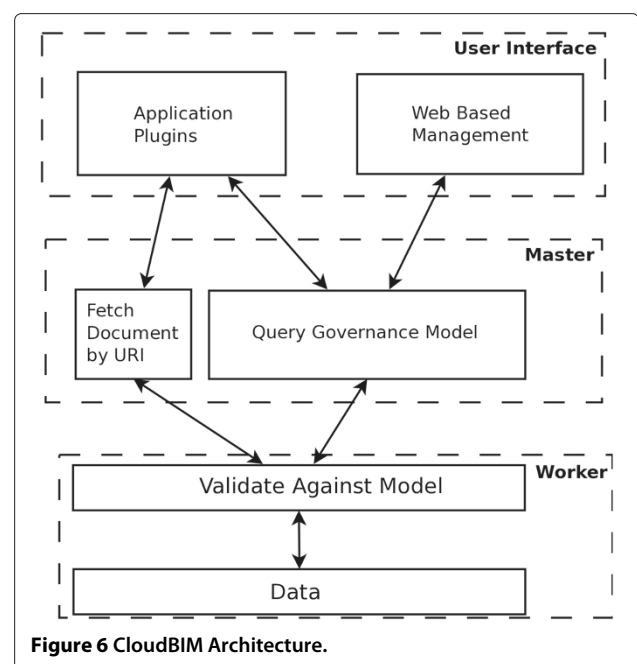 User Interface
Application
Plugins
Web Based
Management
Master
Fetch
Document
by URI
Query Governance Model
Worker
Validate Against Model
Data
Figure 6 CloudBIM Architecture.